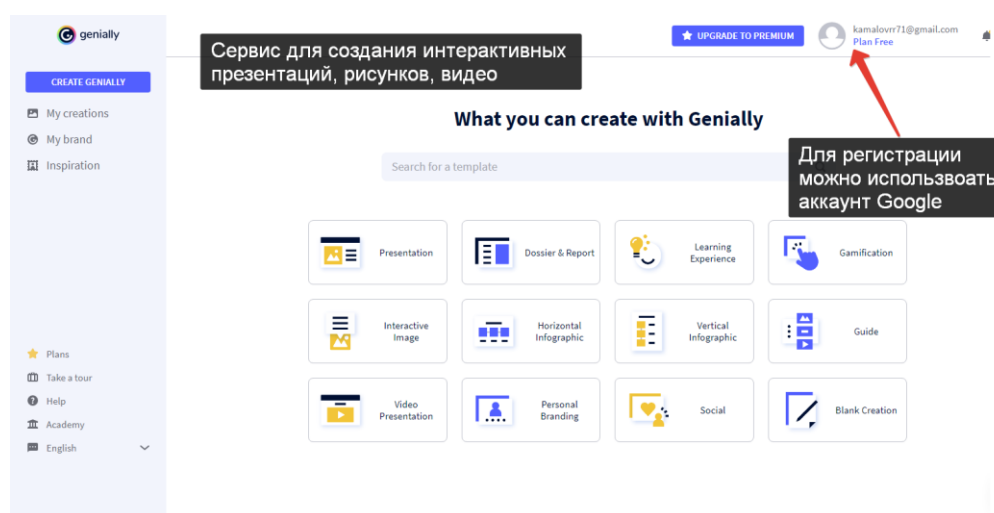 genially
Сервис для создания интерактивных
презентаций, рисунков, видео
UPGRADE TO PREMIUM
kamalovrr71@gmail.com
Plan Free
CREATE GENIALLY
My creations
My brand
Inspiration
What you can create with Genially
Search for a template
Для регистрации
можно использвоать
аккаунт Google
Presentation
Dossier & Report
Learning
Experience
Gamification
Interactive
Image
Horizontal
Infographic
Vertical
Infographic
Guide
Video
Presentation
Personal
Branding
Social
Blank Creation
Plans
Take a tour
Help
Academy
English